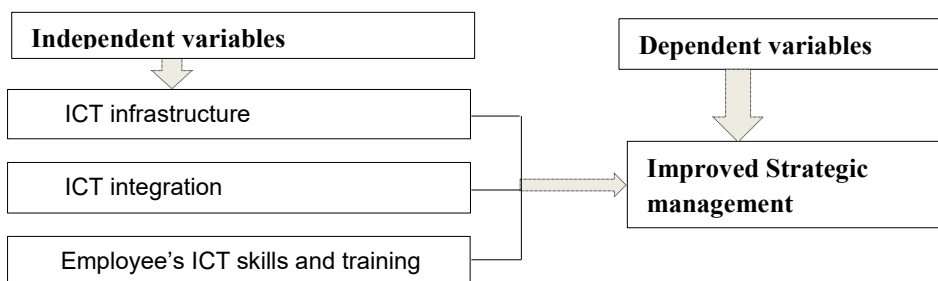 Independent variables
ICT infrastructure
ICT integration
Employee’s ICT skills and training
Dependent variables
Improved Strategic
management